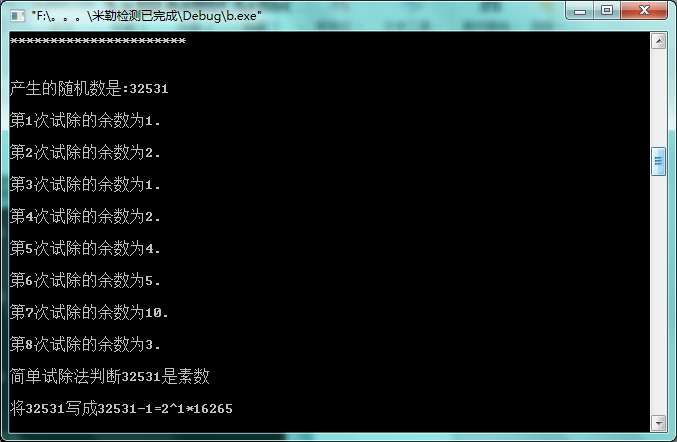 "F:\。。。\米勒检测已完成\Debug\b.exe"
***********************
产生的随机数是:32531
第1次试除的余数为1.
第2次试除的余数为2.
第3次试除的余数为1.
第4次试除的余数为2.
第5次试除的余数为4.
第6次试除的余数为5.
第7次试除的余数为10.
第8次试除的余数为3.
简单试除法判断32531是素数
将32531写成32531-1=2^1*16265